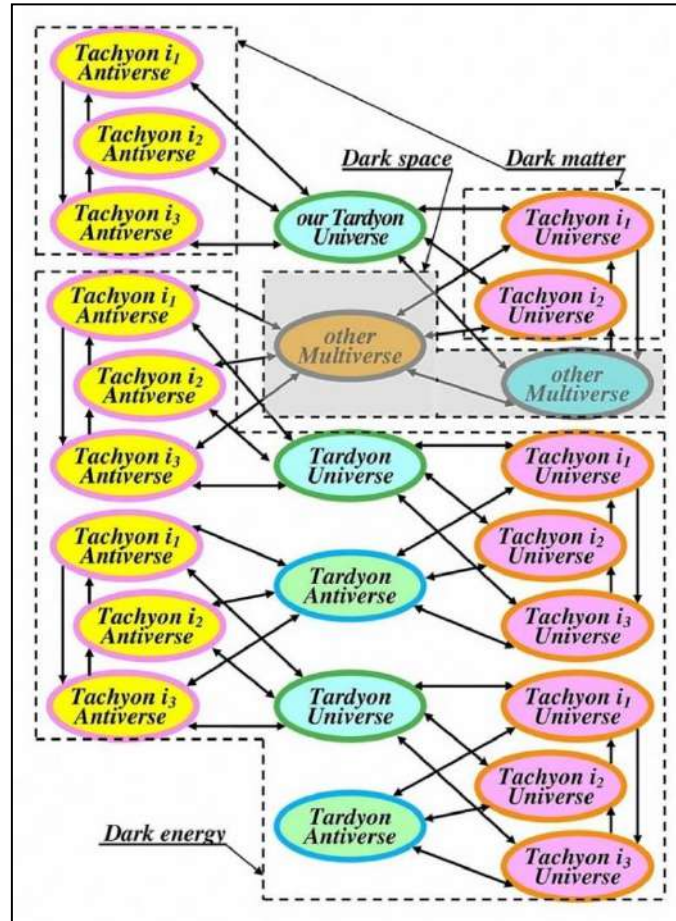 Tachyon i1
Antiverse
Tachyon i2
Antiverse
Dark space
Dark matter
Tachyon i3
Antiverse
our Tardyon
Universe
Tachyon i1
Universe
Tachyon i1
Antiverse
Tachyon i2
Universe
other
Multiverse
Tachyon i2
Antiverse
other
Multiverse
Tachyon i3
Antiverse
Tardyon
Universe
Tachyon i1
Universe
Tachyon i1
Antiverse
Tachyon i2
Universe
Tardyon
Antiverse
Tachyon i2
Antiverse
Tachyon i3
Universe
Tachyon i3
Antiverse
Tardyon
Universe
Tachyon i1
Universe
Tachyon i2
Universe
Tardyon
Antiverse
Dark energy
Tachyon i3
Universe